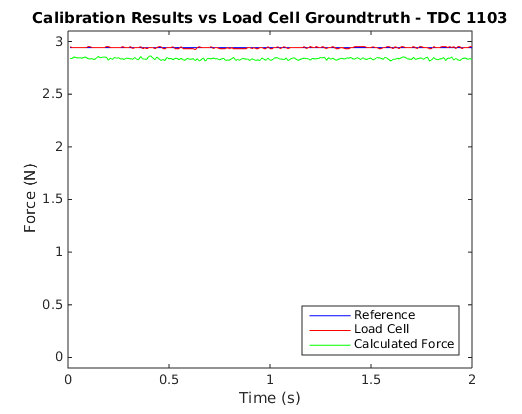 Calibration Results vs Load Cell Groundtruth - TDC 1103
3
2.5
2
1.5
1
0.5
0
Force (N)
Reference
Load Cell
Calculated Force
0 0.5 1 1.5 2
Time (s)